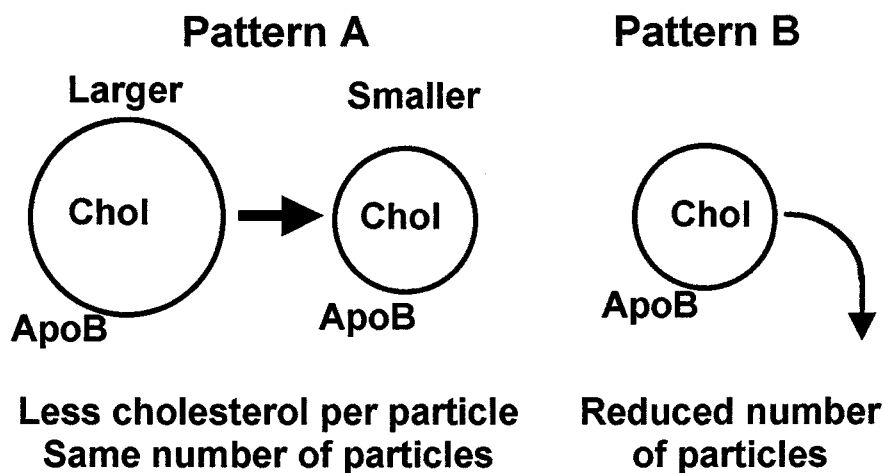 Pattern A
Larger
Smaller
Chol
Chol
ApoB
ApoB
Less cholesterol per particle
Same number of particles
Pattern B
Chol
ApoB
Reduced number
of particles